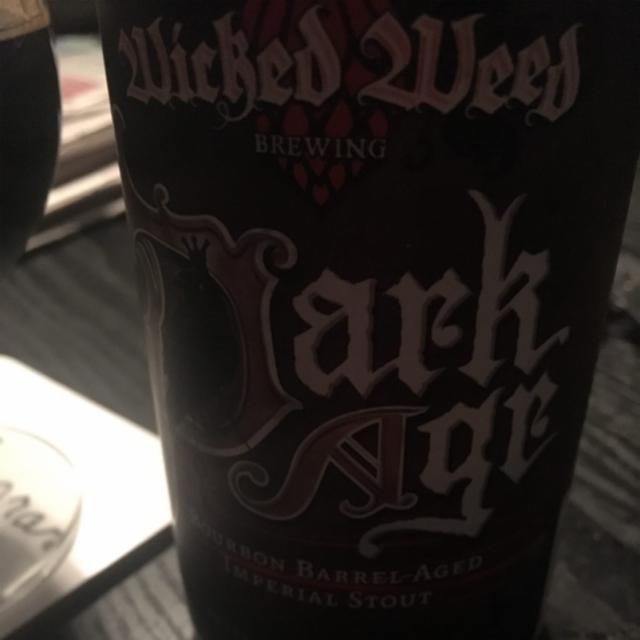 Wicked Weed
BREWING
Dark
Age
BOURBON BARREL-AGED
IMPERIAL STOUT